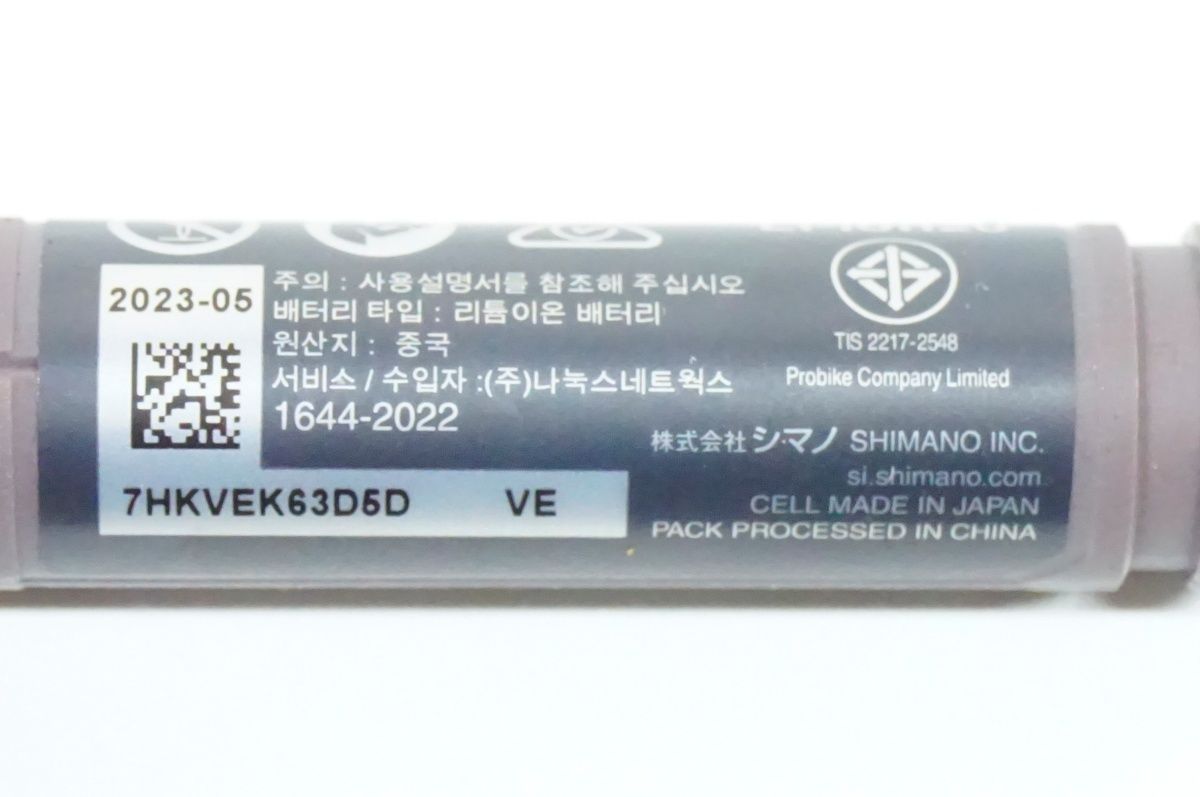 2023-05
주의 : 사용설명서를 참조해 주십시오
배터리 타입 : 리튬이온 배터리
원산지 : 중국
서비스 / 수입자 :(주)나눅스네트웍스
1644-2022
7HKVEK63D5D VE
TIS 2217-2548
Probike Company Limited
株式会社 シマノ SHIMANO INC.
si.shimano.com
CELL MADE IN JAPAN
PACK PROCESSED IN CHINA